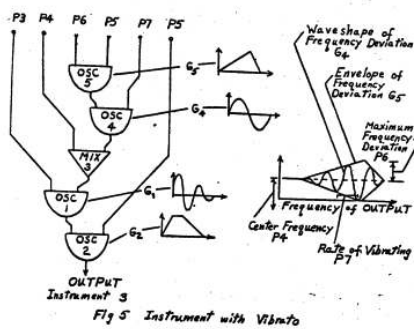 P3 P4 P6 P5 P7 P5
OSC
5
G5
OSC
4
G4
MIX
3
OSC
1
G1
OSC
2
G2
OUTPUT
Instrument 3
Waveshape of
Frequency Deviation
G4
Envelope of
Frequency
Deviation G5
Maximum
Frequency
Deviation
P6
Frequency of OUTPUT
Center Frequency
P4
Rate of Vibrating
P7
Fig 5 Instrument with Vibrato